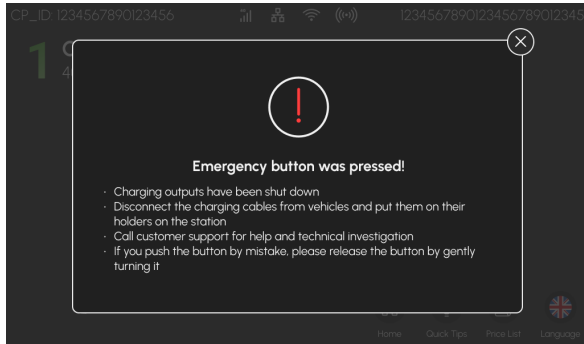 CP_ID: 1234567890123456
1234567890123456789012345
1
Emergency button was pressed!
· Charging outputs have been shut down
· Disconnect the charging cables from vehicles and put them on their
holders on the station
· Call customer support for help and technical investigation
· If you push the button by mistake, please release the button by gently
turning it
Home
Quick Tips
Price List
Language